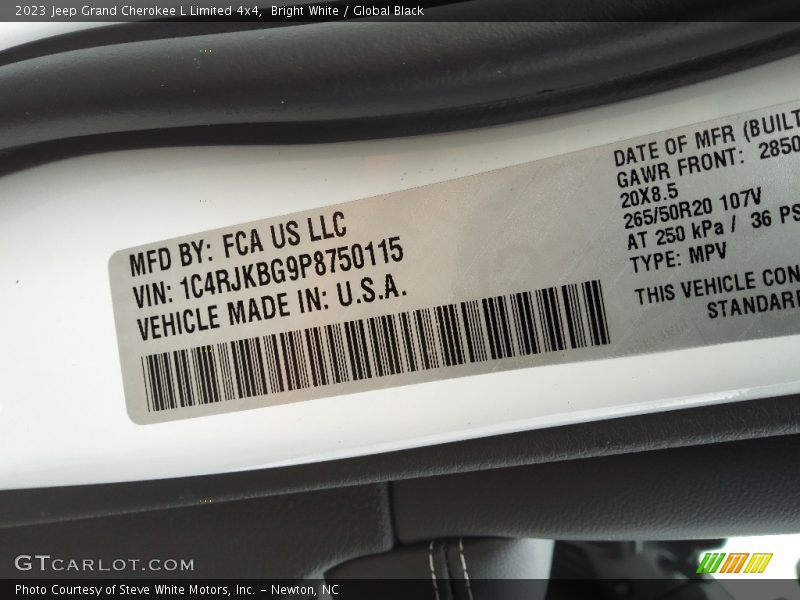 2023 Jeep Grand Cherokee L Limited 4x4, Bright White / Global Black
MFD BY: FCA US LLC
VIN: 1C4RJKBG9P8750115
VEHICLE MADE IN: U.S.A.
DATE OF MFR (BUILT
GAWR FRONT: 2850
20X8.5
265/50R20 107V
AT 250 kPa / 36 PS
TYPE: MPV
THIS VEHICLE CON
STANDARD
GTCARLOT.COM
Photo Courtesy of Steve White Motors, Inc. – Newton, NC